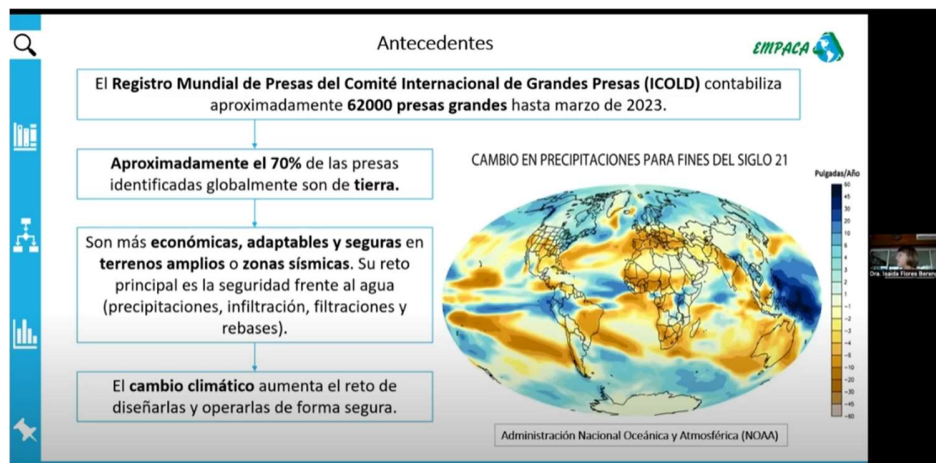 Antecedentes
EMPACA
El Registro Mundial de Presas del Comité Internacional de Grandes Presas (ICOLD) contabiliza
aproximadamente 62000 presas grandes hasta marzo de 2023.
Aproximadamente el 70% de las presas
identificadas globalmente son de tierra.
Son más económicas, adaptables y seguras en
terrenos amplios o zonas sísmicas. Su reto
principal es la seguridad frente al agua
(precipitaciones, infiltración, filtraciones y
rebases).
El cambio climático aumenta el reto de
diseñarlas y operarlas de forma segura.
CAMBIO EN PRECIPITACIONES PARA FINES DEL SIGLO 21
Pulgadas/Año
Administración Nacional Oceánica y Atmosférica (NOAA)
Dra. Isaida Flores